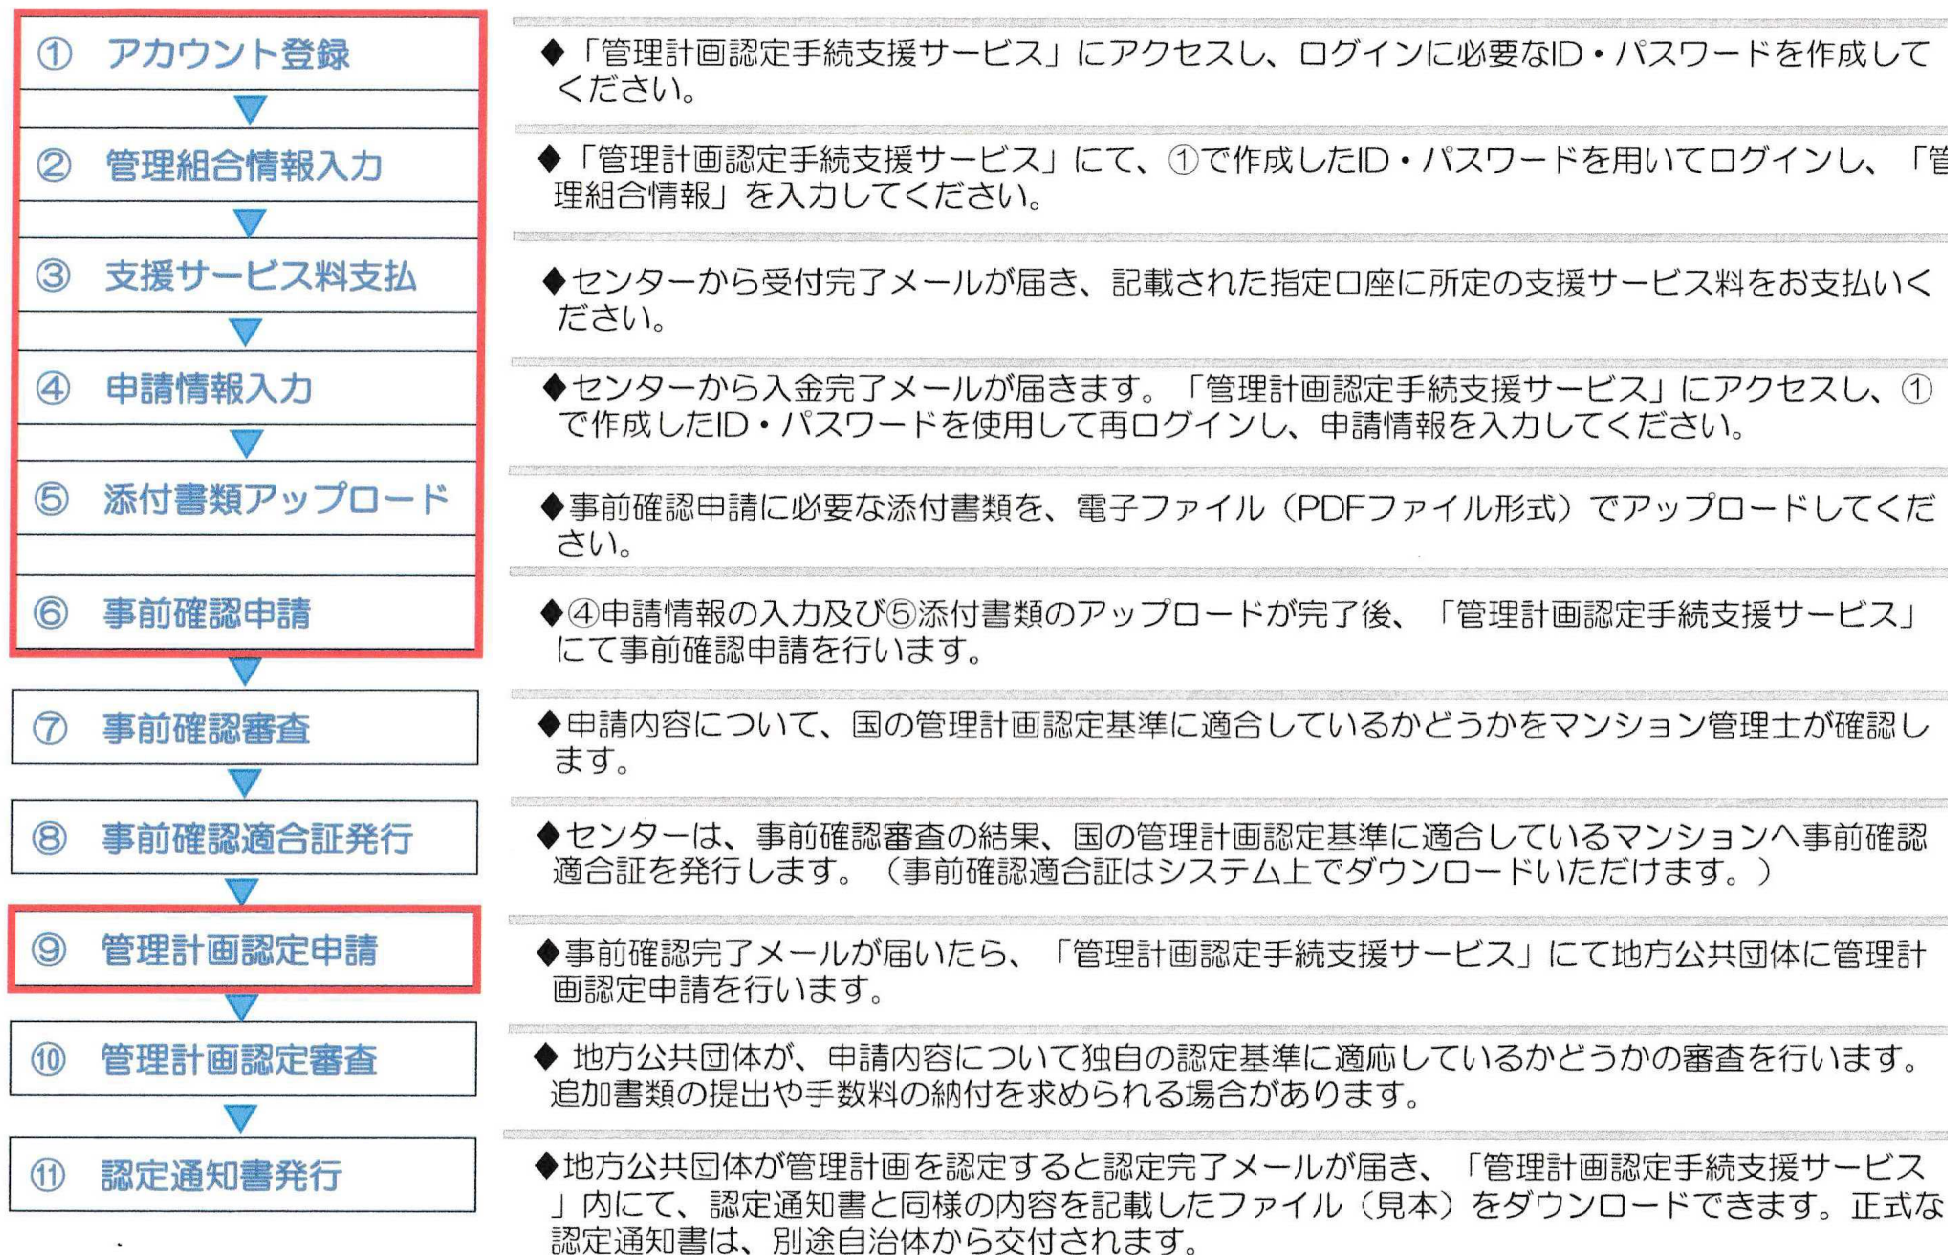 ① アカウント登録
◆「管理計画認定手続支援サービス」にアクセスし、ログインに必要なID・パスワードを作成して
ください。
② 管理組合情報入力
◆「管理計画認定手続支援サービス」にて、①で作成したID・パスワードを用いてログインし、「管
理組合情報」を入力してください。
③ 支援サービス料支払
◆センターから受付完了メールが届き、記載された指定口座に所定の支援サービス料をお支払いく
ださい。
④ 申請情報入力
◆センターから入金完了メールが届きます。「管理計画認定手続支援サービス」にアクセスし、①
で作成したID・パスワードを使用して再ログインし、申請情報を入力してください。
⑤ 添付書類アップロード
◆事前確認申請に必要な添付書類を、電子ファイル（PDFファイル形式）でアップロードしてくだ
さい。
⑥ 事前確認申請
◆④申請情報の入力及び⑤添付書類のアップロードが完了後、「管理計画認定手続支援サービス」
にて事前確認申請を行います。
⑦ 事前確認審査
◆申請内容について、国の管理計画認定基準に適合しているかどうかをマンション管理士が確認し
ます。
⑧ 事前確認適合証発行
◆センターは、事前確認審査の結果、国の管理計画認定基準に適合しているマンションへ事前確認
適合証を発行します。（事前確認適合証はシステム上でダウンロードいただけます。）
⑨ 管理計画認定申請
◆事前確認完了メールが届いたら、「管理計画認定手続支援サービス」にて地方公共団体に管理計
画認定申請を行います。
⑩ 管理計画認定審査
◆ 地方公共団体が、申請内容について独自の認定基準に適応しているかどうかの審査を行います。
追加書類の提出や手数料の納付を求められる場合があります。
⑪ 認定通知書発行
◆地方公共団体が管理計画を認定すると認定完了メールが届き、「管理計画認定手続支援サービス
」内にて、認定通知書と同様の内容を記載したファイル（見本）をダウンロードできます。正式な
認定通知書は、別途自治体から交付されます。